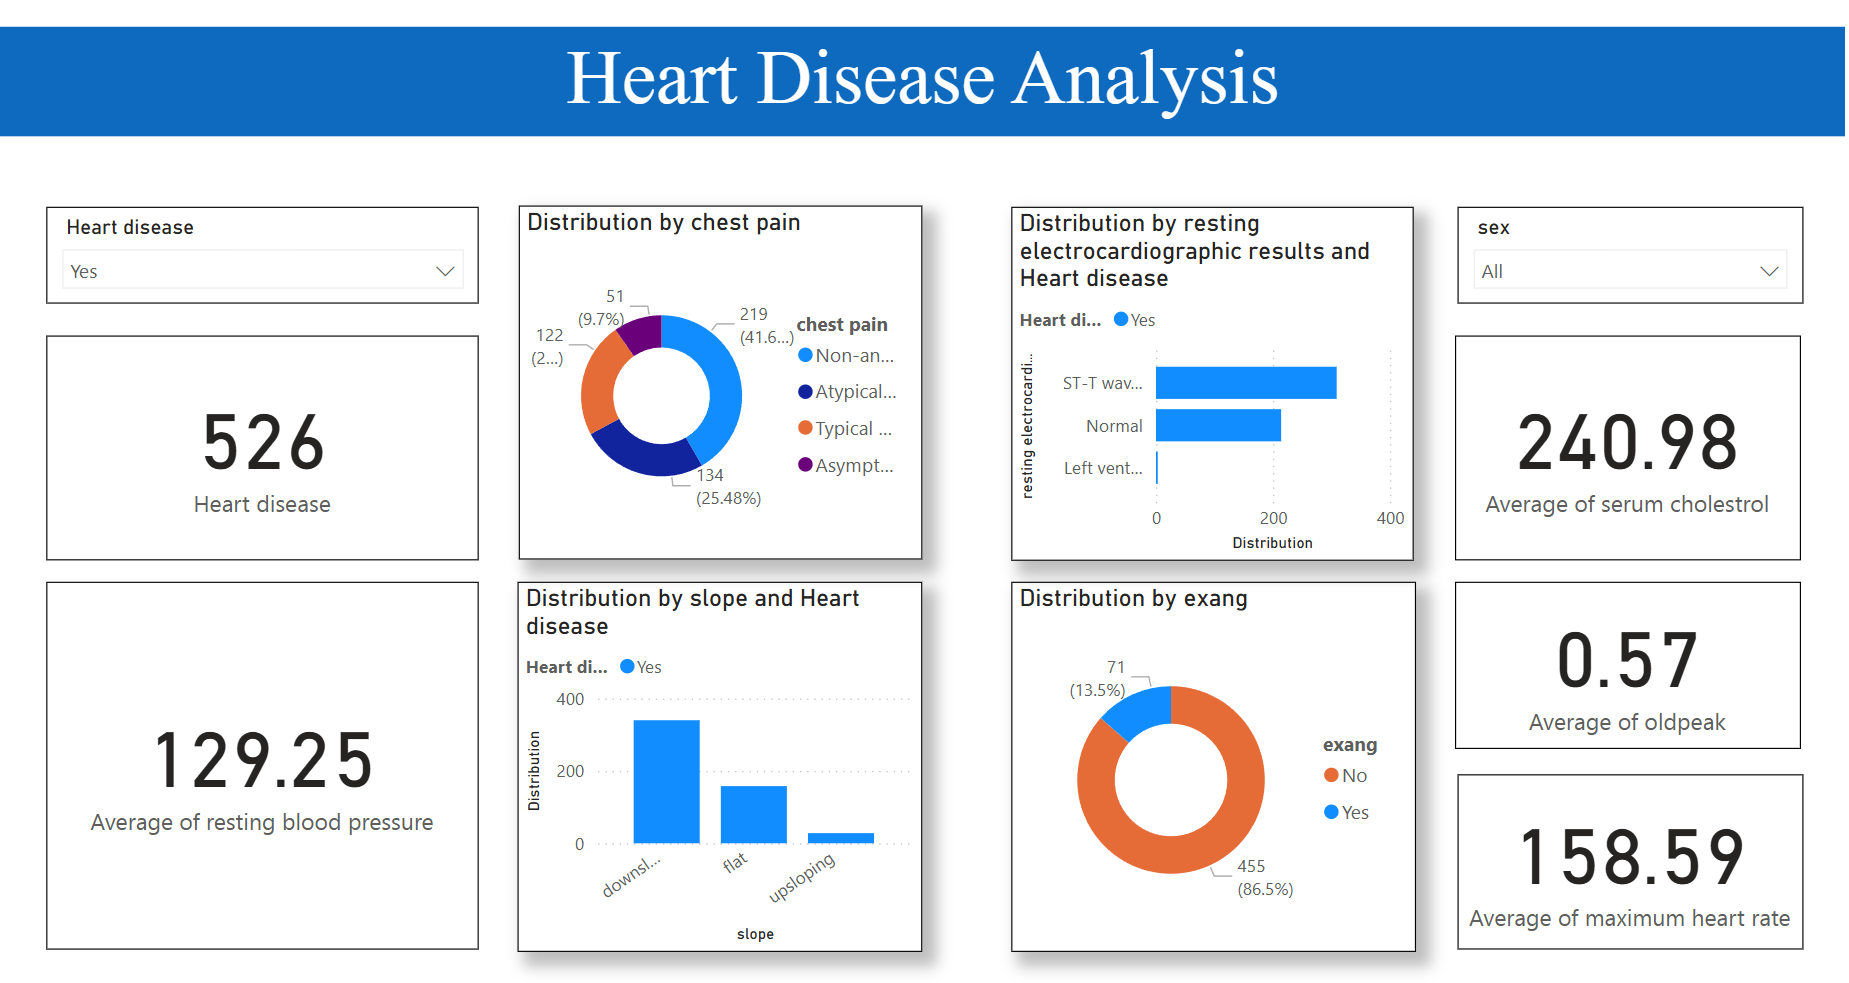 Heart Disease Analysis
Heart disease
Yes
526
Heart disease
129.25
Average of resting blood pressure
Distribution by chest pain
51
(9.7%)
122
(2...)
219
(41.6...)
134
(25.48%)
chest pain
Non-an...
Atypical...
Typical ...
Asympt...
Distribution by slope and Heart
disease
Heart di...
Yes
Distribution
400
200
0
downsl...
flat
upsloping
slope
Distribution by resting
electrocardiographic results and
Heart disease
Heart di...
Yes
resting electrocardi...
ST-T wav...
Normal
Left vent...
0
200
400
Distribution
Distribution by exang
71
(13.5%)
455
(86.5%)
exang
No
Yes
sex
All
240.98
Average of serum cholestrol
0.57
Average of oldpeak
158.59
Average of maximum heart rate